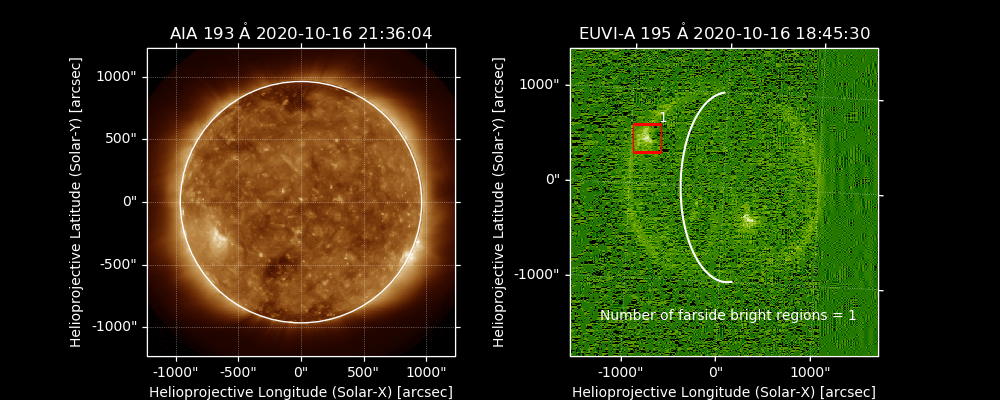 AIA 193 Å 2020-10-16 21:36:04
1000"
500"
0"
-500"
-1000"
-1000"
-500"
0"
500"
1000"
Helioprojective Longitude (Solar-X) [arcsec]
Helioprojective Latitude (Solar-Y) [arcsec]
EUVI-A 195 Å 2020-10-16 18:45:30
1000"
0"
-1000"
1
Number of farside bright regions = 1
-1000"
0"
1000"
Helioprojective Longitude (Solar-X) [arcsec]
Helioprojective Latitude (Solar-Y) [arcsec]